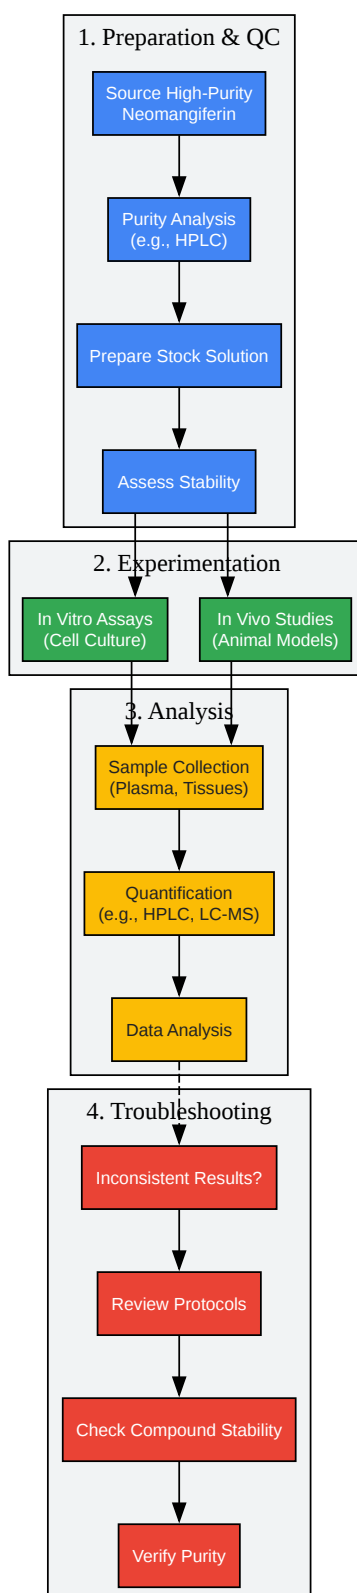 1. Preparation & QC
Source High-Purity
Neomangiferin
Purity Analysis
(e.g., HPLC)
Prepare Stock Solution
Assess Stability
2. Experimentation
In Vitro Assays
(Cell Culture)
In Vivo Studies
(Animal Models)
3. Analysis
Sample Collection
(Plasma, Tissues)
Quantification
(e.g., HPLC, LC-MS)
Data Analysis
4. Troubleshooting
Inconsistent Results?
Review Protocols
Check Compound Stability
Verify Purity